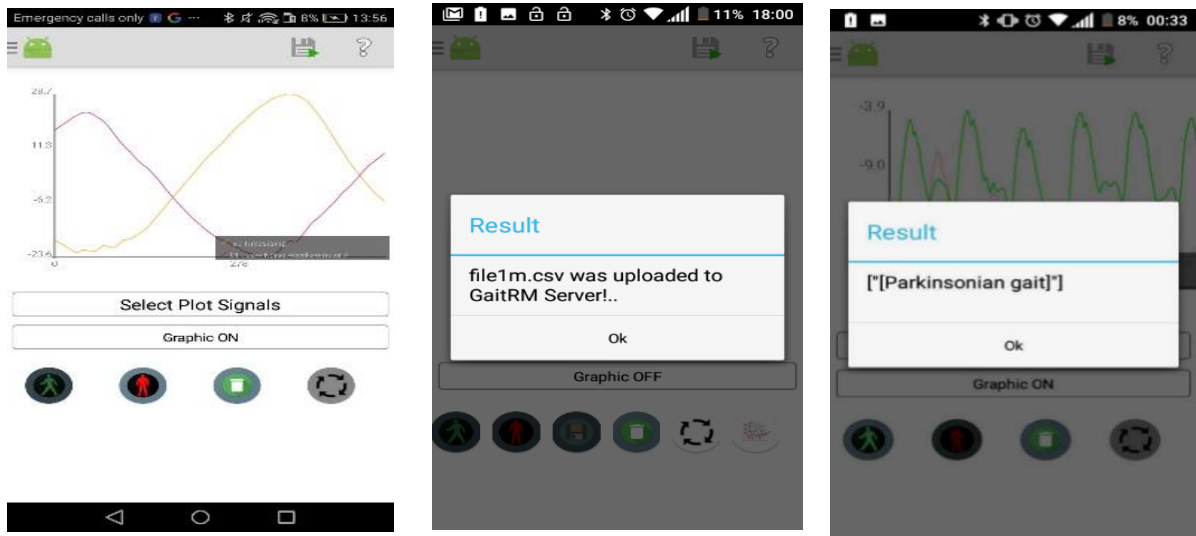 Emergency calls only G ... 8% 13:56
28.7
11.3
-6.2
-23.6
0
278
Select Plot Signals
Graphic ON
11% 18:00
Result
file1m.csv was uploaded to
GaitRM Server!..
Ok
Graphic OFF
8% 00:33
-3.9
-9.0
Result
["[Parkinsonian gait]"]
Ok
Graphic ON